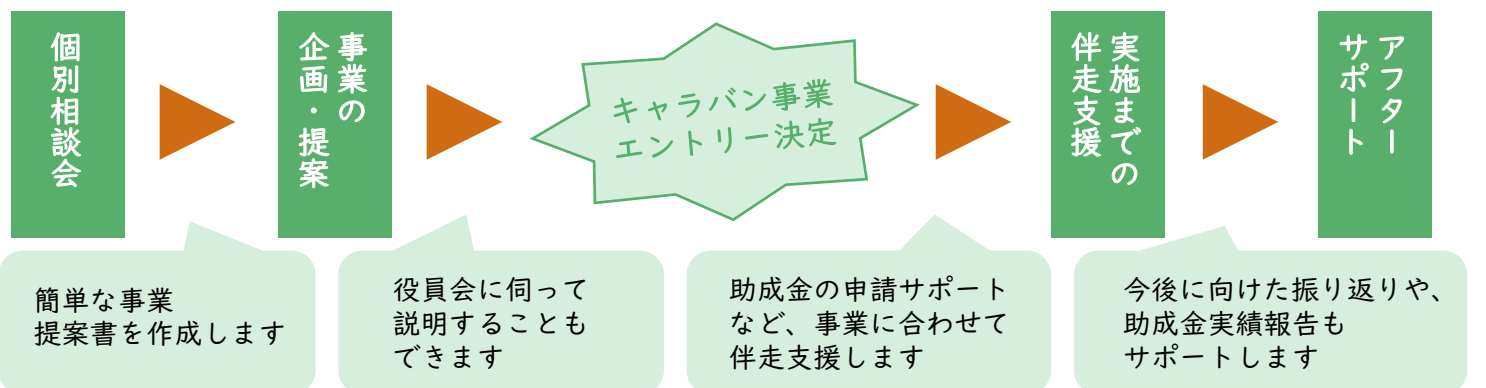 個別相談会
事業の
企画・提案
キャラバン事業
エントリー決定
実施までの
伴走支援
アフター
サポート
簡単な事業
提案書を作成します
役員会に伺って
説明することも
できます
助成金の申請サポート
など、事業に合わせて
伴走支援します
今後に向けた振り返りや、
助成金実績報告も
サポートします